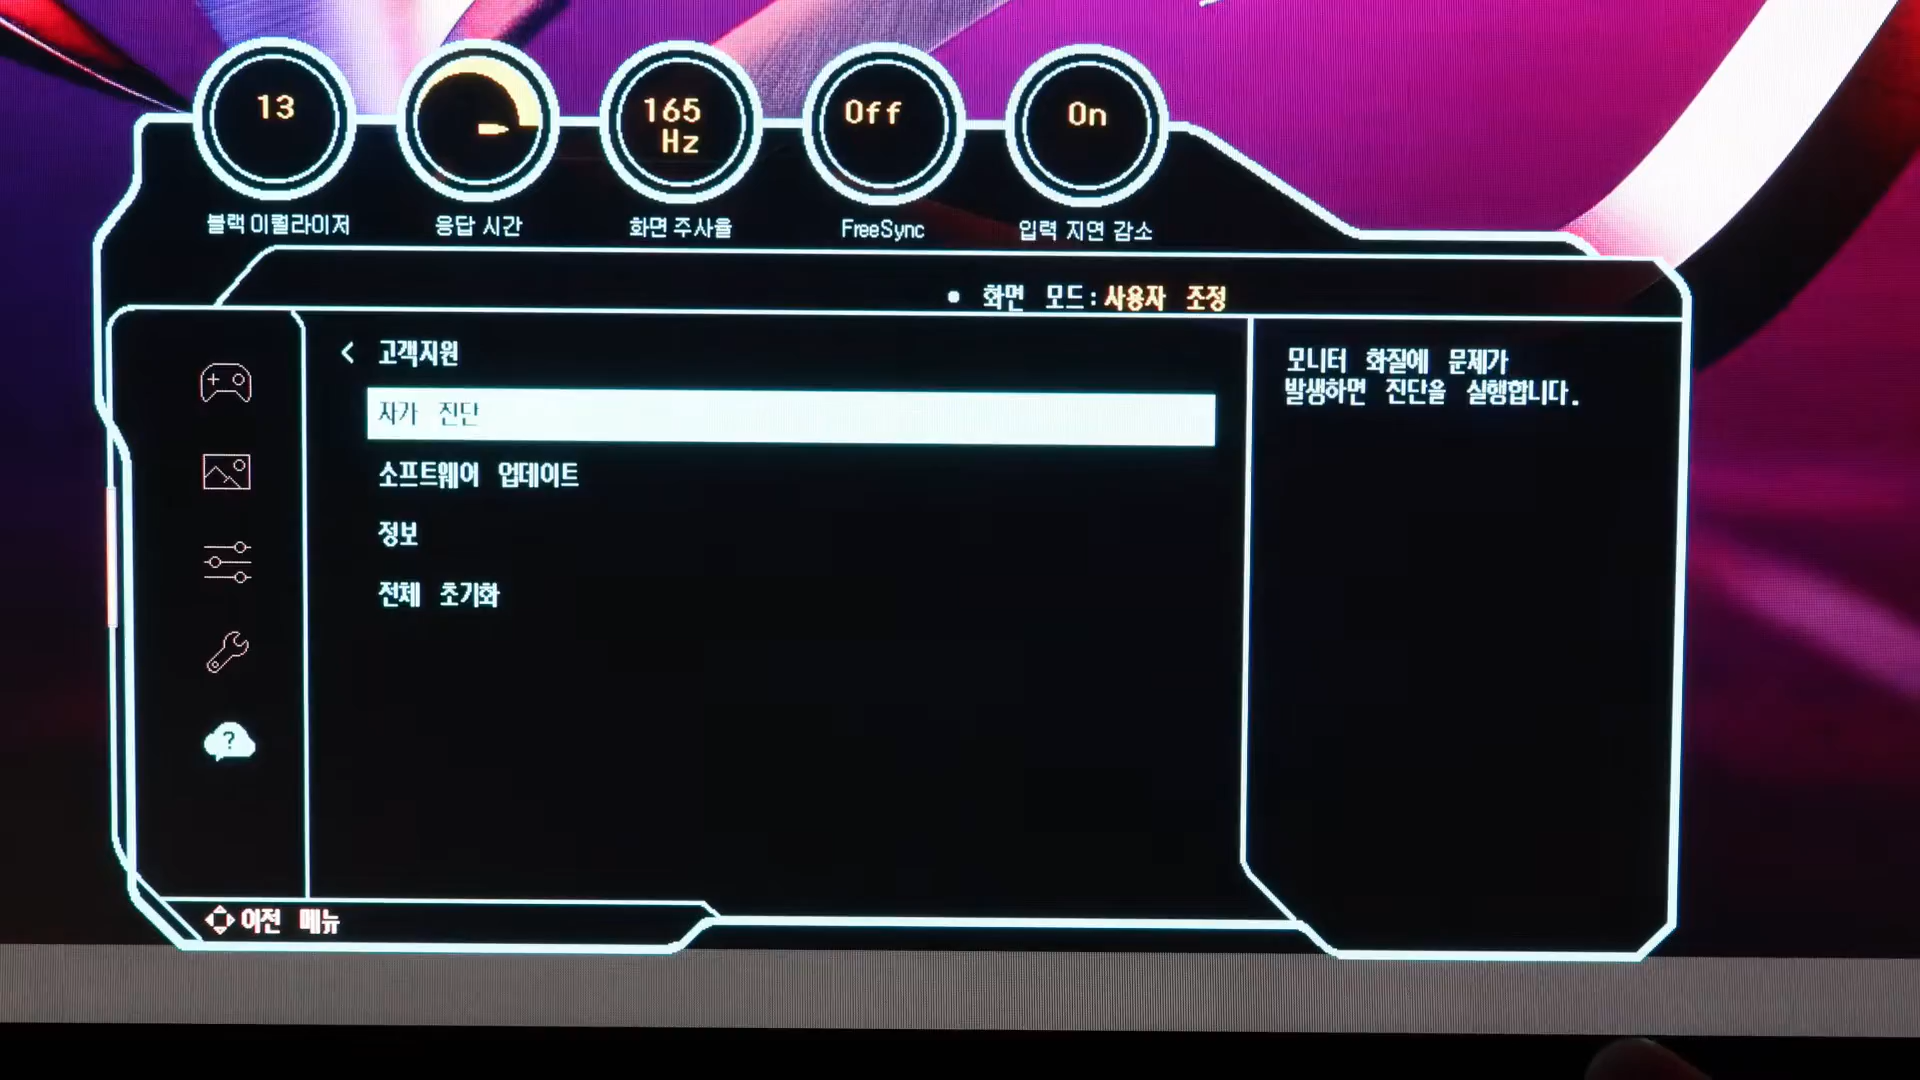 13
165
Hz
Off
On
블랙 이퀄라이저
응답 시간
화면 주사율
FreeSync
입력 지연 감소
화면 모드:사용자 조정
고객지원
자가 진단
소프트웨어 업데이트
정보
전체 초기화
모니터 화질에 문제가
발생하면 진단을 실행합니다.
?
이전 메뉴